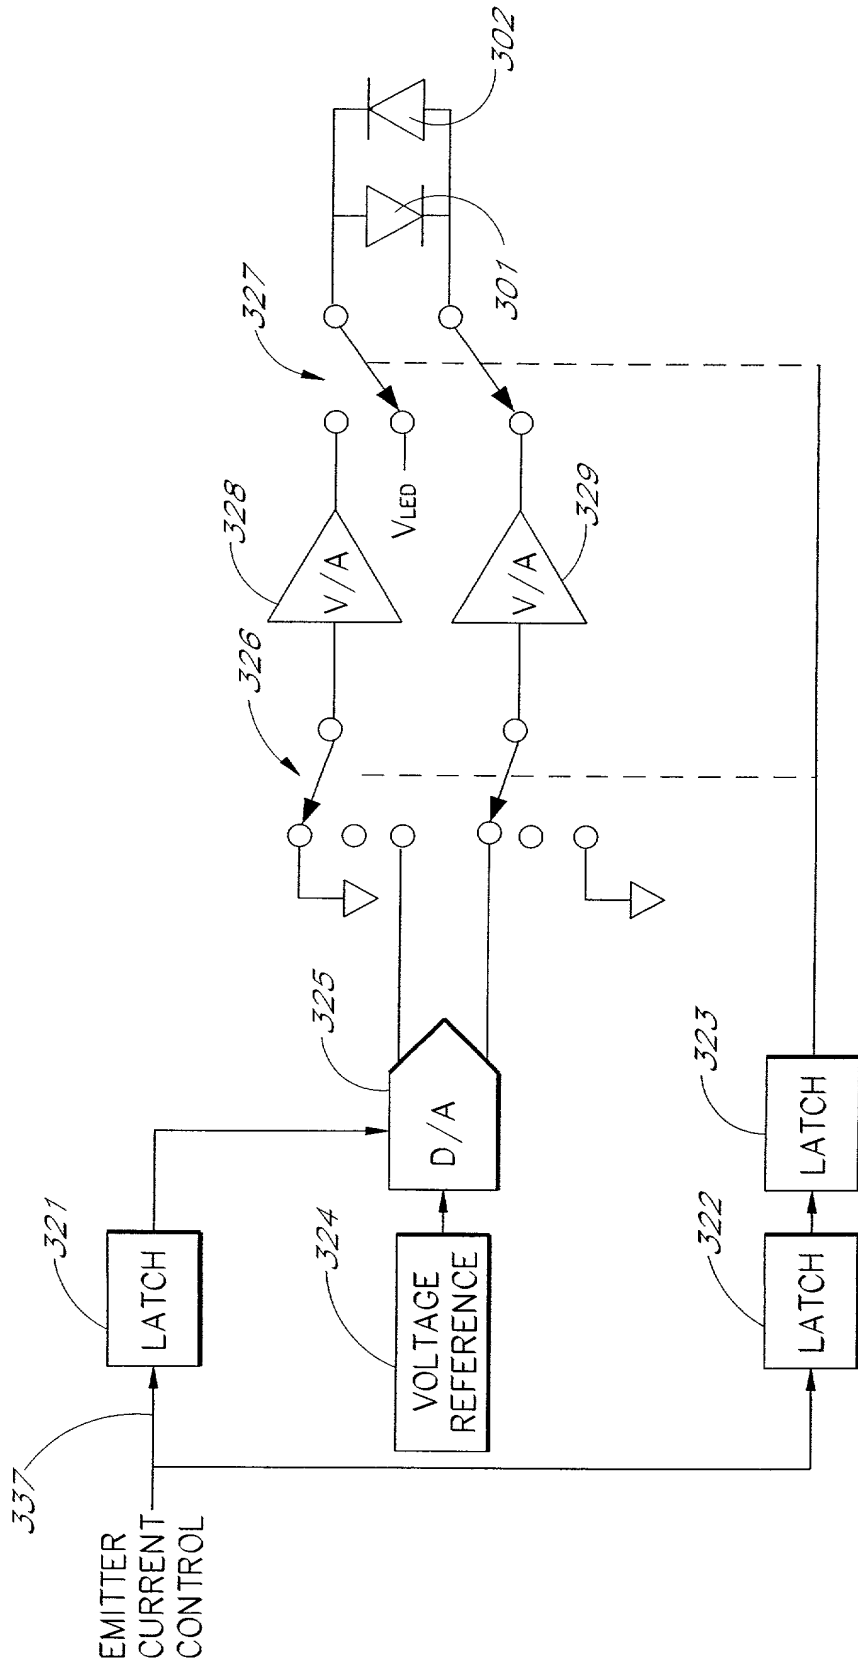 EMITTER
CURRENT
CONTROL
337
LATCH
321
VOLTAGE
REFERENCE
324
D/A
325
LATCH
322
LATCH
323
326
V/A
328
V/A
329
VLED
327
301
302